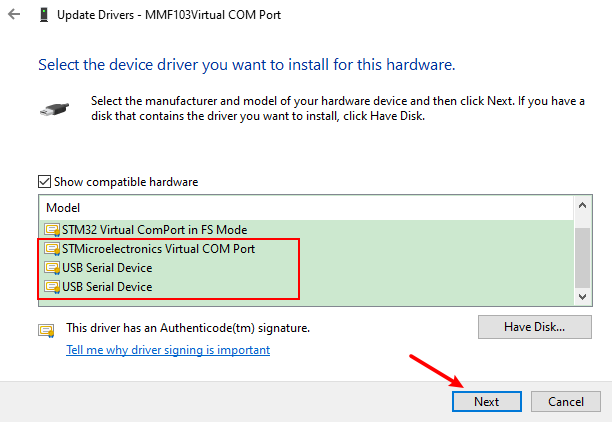 Update Drivers - MMF103Virtual COM Port
Select the device driver you want to install for this hardware.
Select the manufacturer and model of your hardware device and then click Next. If you have a
disk that contains the driver you want to install, click Have Disk.
Show compatible hardware
Model
STM32 Virtual ComPort in FS Mode
STMicroelectronics Virtual COM Port
USB Serial Device
USB Serial Device
This driver has an Authenticode(tm) signature.
Have Disk...
Tell me why driver signing is important
Next
Cancel